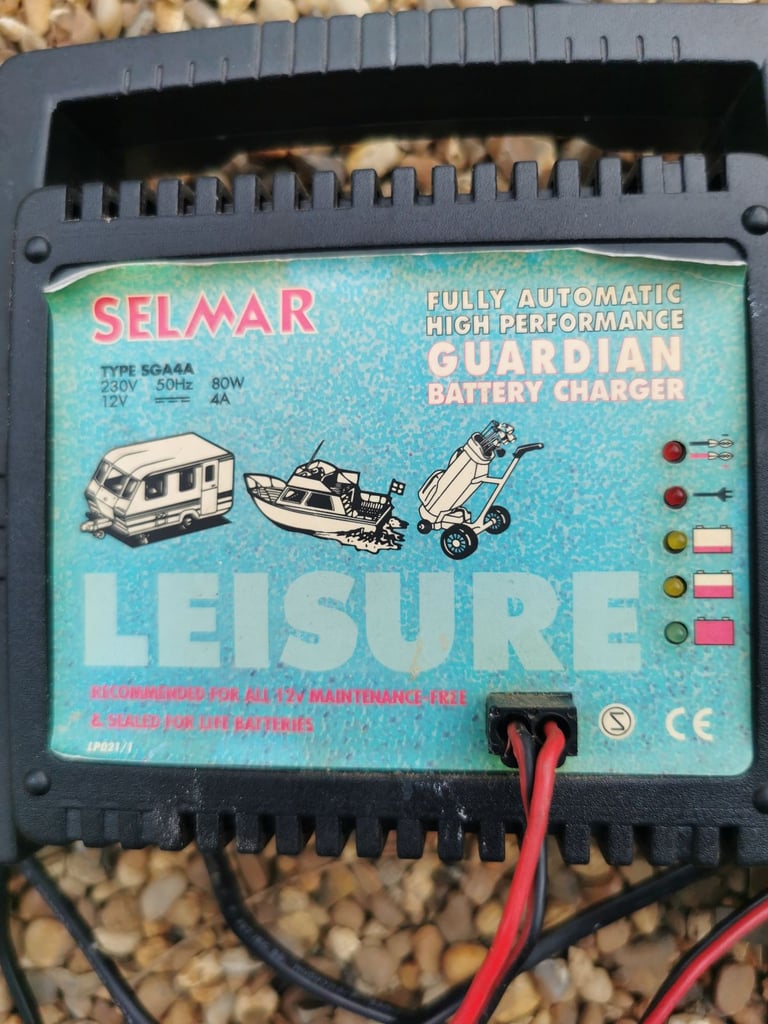 SELMAR
FULLY AUTOMATIC
HIGH PERFORMANCE
GUARDIAN
BATTERY CHARGER
TYPE SGA4A
230V 50Hz 80W
12V 4A
LEISURE
RECOMMENDED FOR ALL 12V MAINTENANCE-FREE
& SEALED FOR LIFE BATTERIES
LP021/1
CE